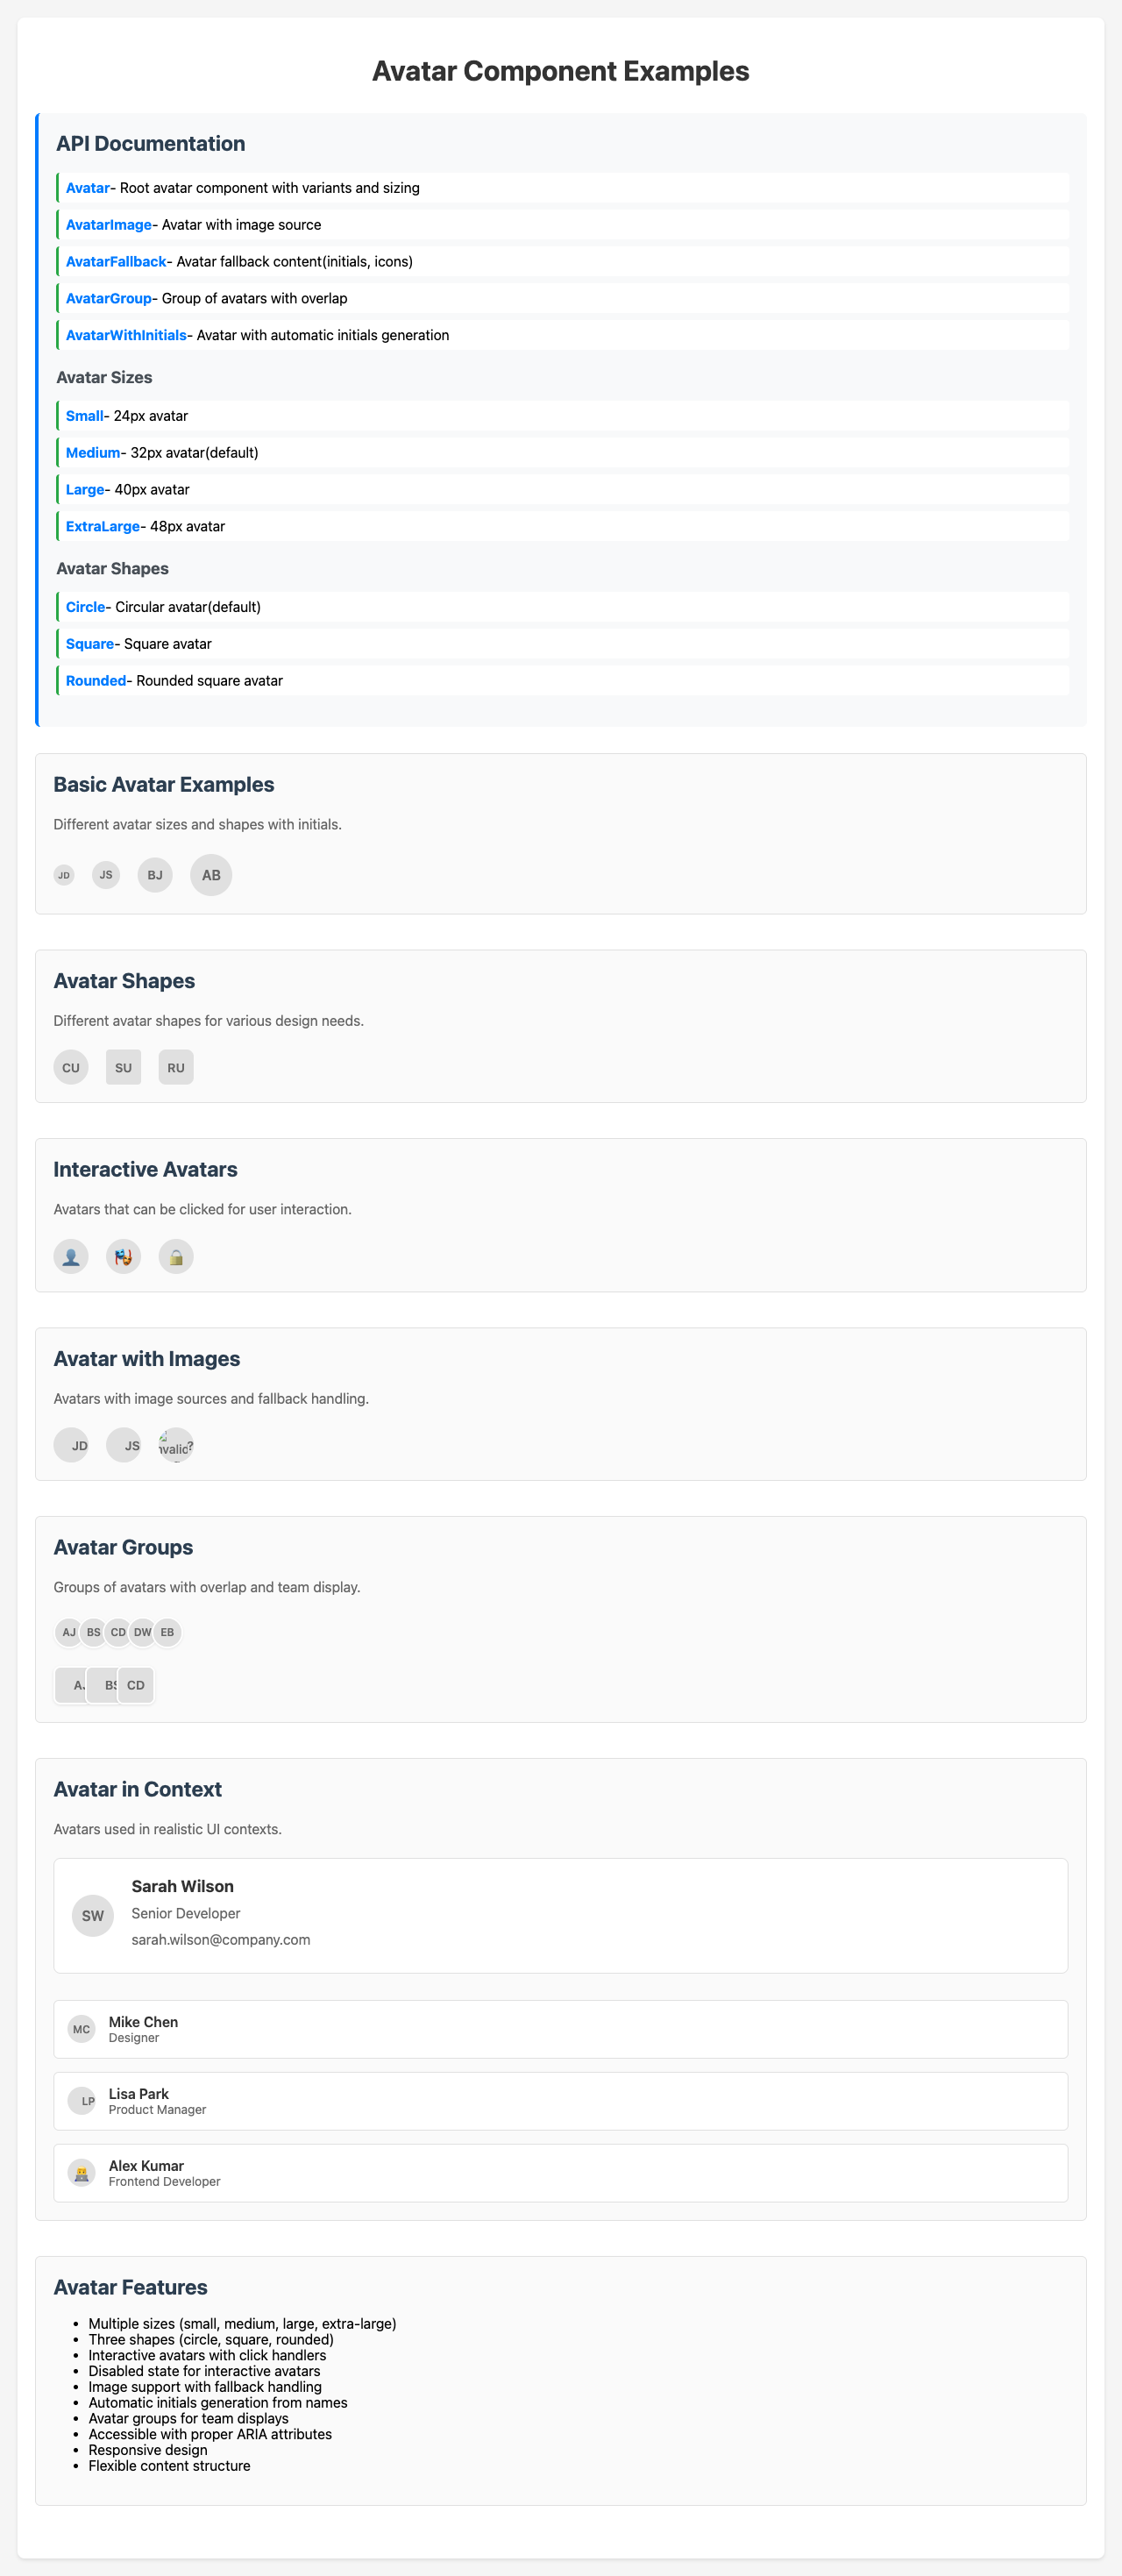 Avatar Component Examples
API Documentation
Avatar- Root avatar component with variants and sizing
AvatarImage- Avatar with image source
AvatarFallback- Avatar fallback content(initials, icons)
AvatarGroup- Group of avatars with overlap
AvatarWithInitials- Avatar with automatic initials generation
Avatar Sizes
Small- 24px avatar
Medium- 32px avatar(default)
Large- 40px avatar
ExtraLarge- 48px avatar
Avatar Shapes
Circle- Circular avatar(default)
Square- Square avatar
Rounded- Rounded square avatar
Basic Avatar Examples
Different avatar sizes and shapes with initials.
JD JS BJ AB
Avatar Shapes
Different avatar shapes for various design needs.
CU SU RU
Interactive Avatars
Avatars that can be clicked for user interaction.
Avatar with Images
Avatars with image sources and fallback handling.
JD JS nvalid ?
Avatar Groups
Groups of avatars with overlap and team display.
AJ BS CD DW EB
AJ BS CD
Avatar in Context
Avatars used in realistic UI contexts.
SW
Sarah Wilson
Senior Developer
sarah.wilson@company.com
MC
Mike Chen
Designer
LP
Lisa Park
Product Manager
Alex Kumar
Frontend Developer
Avatar Features
• Multiple sizes (small, medium, large, extra-large)
• Three shapes (circle, square, rounded)
• Interactive avatars with click handlers
• Disabled state for interactive avatars
• Image support with fallback handling
• Automatic initials generation from names
• Avatar groups for team displays
• Accessible with proper ARIA attributes
• Responsive design
• Flexible content structure